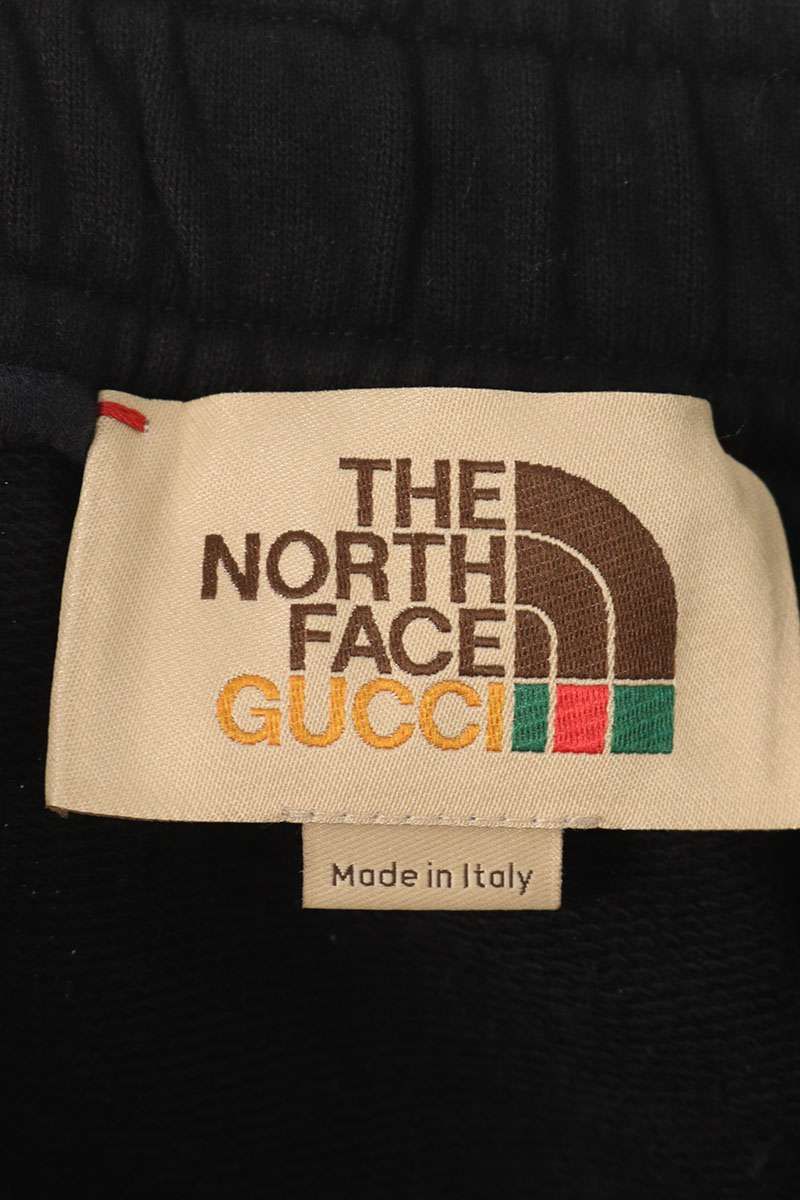 THE
NORTH
FACE
GUCCI
Made in Italy